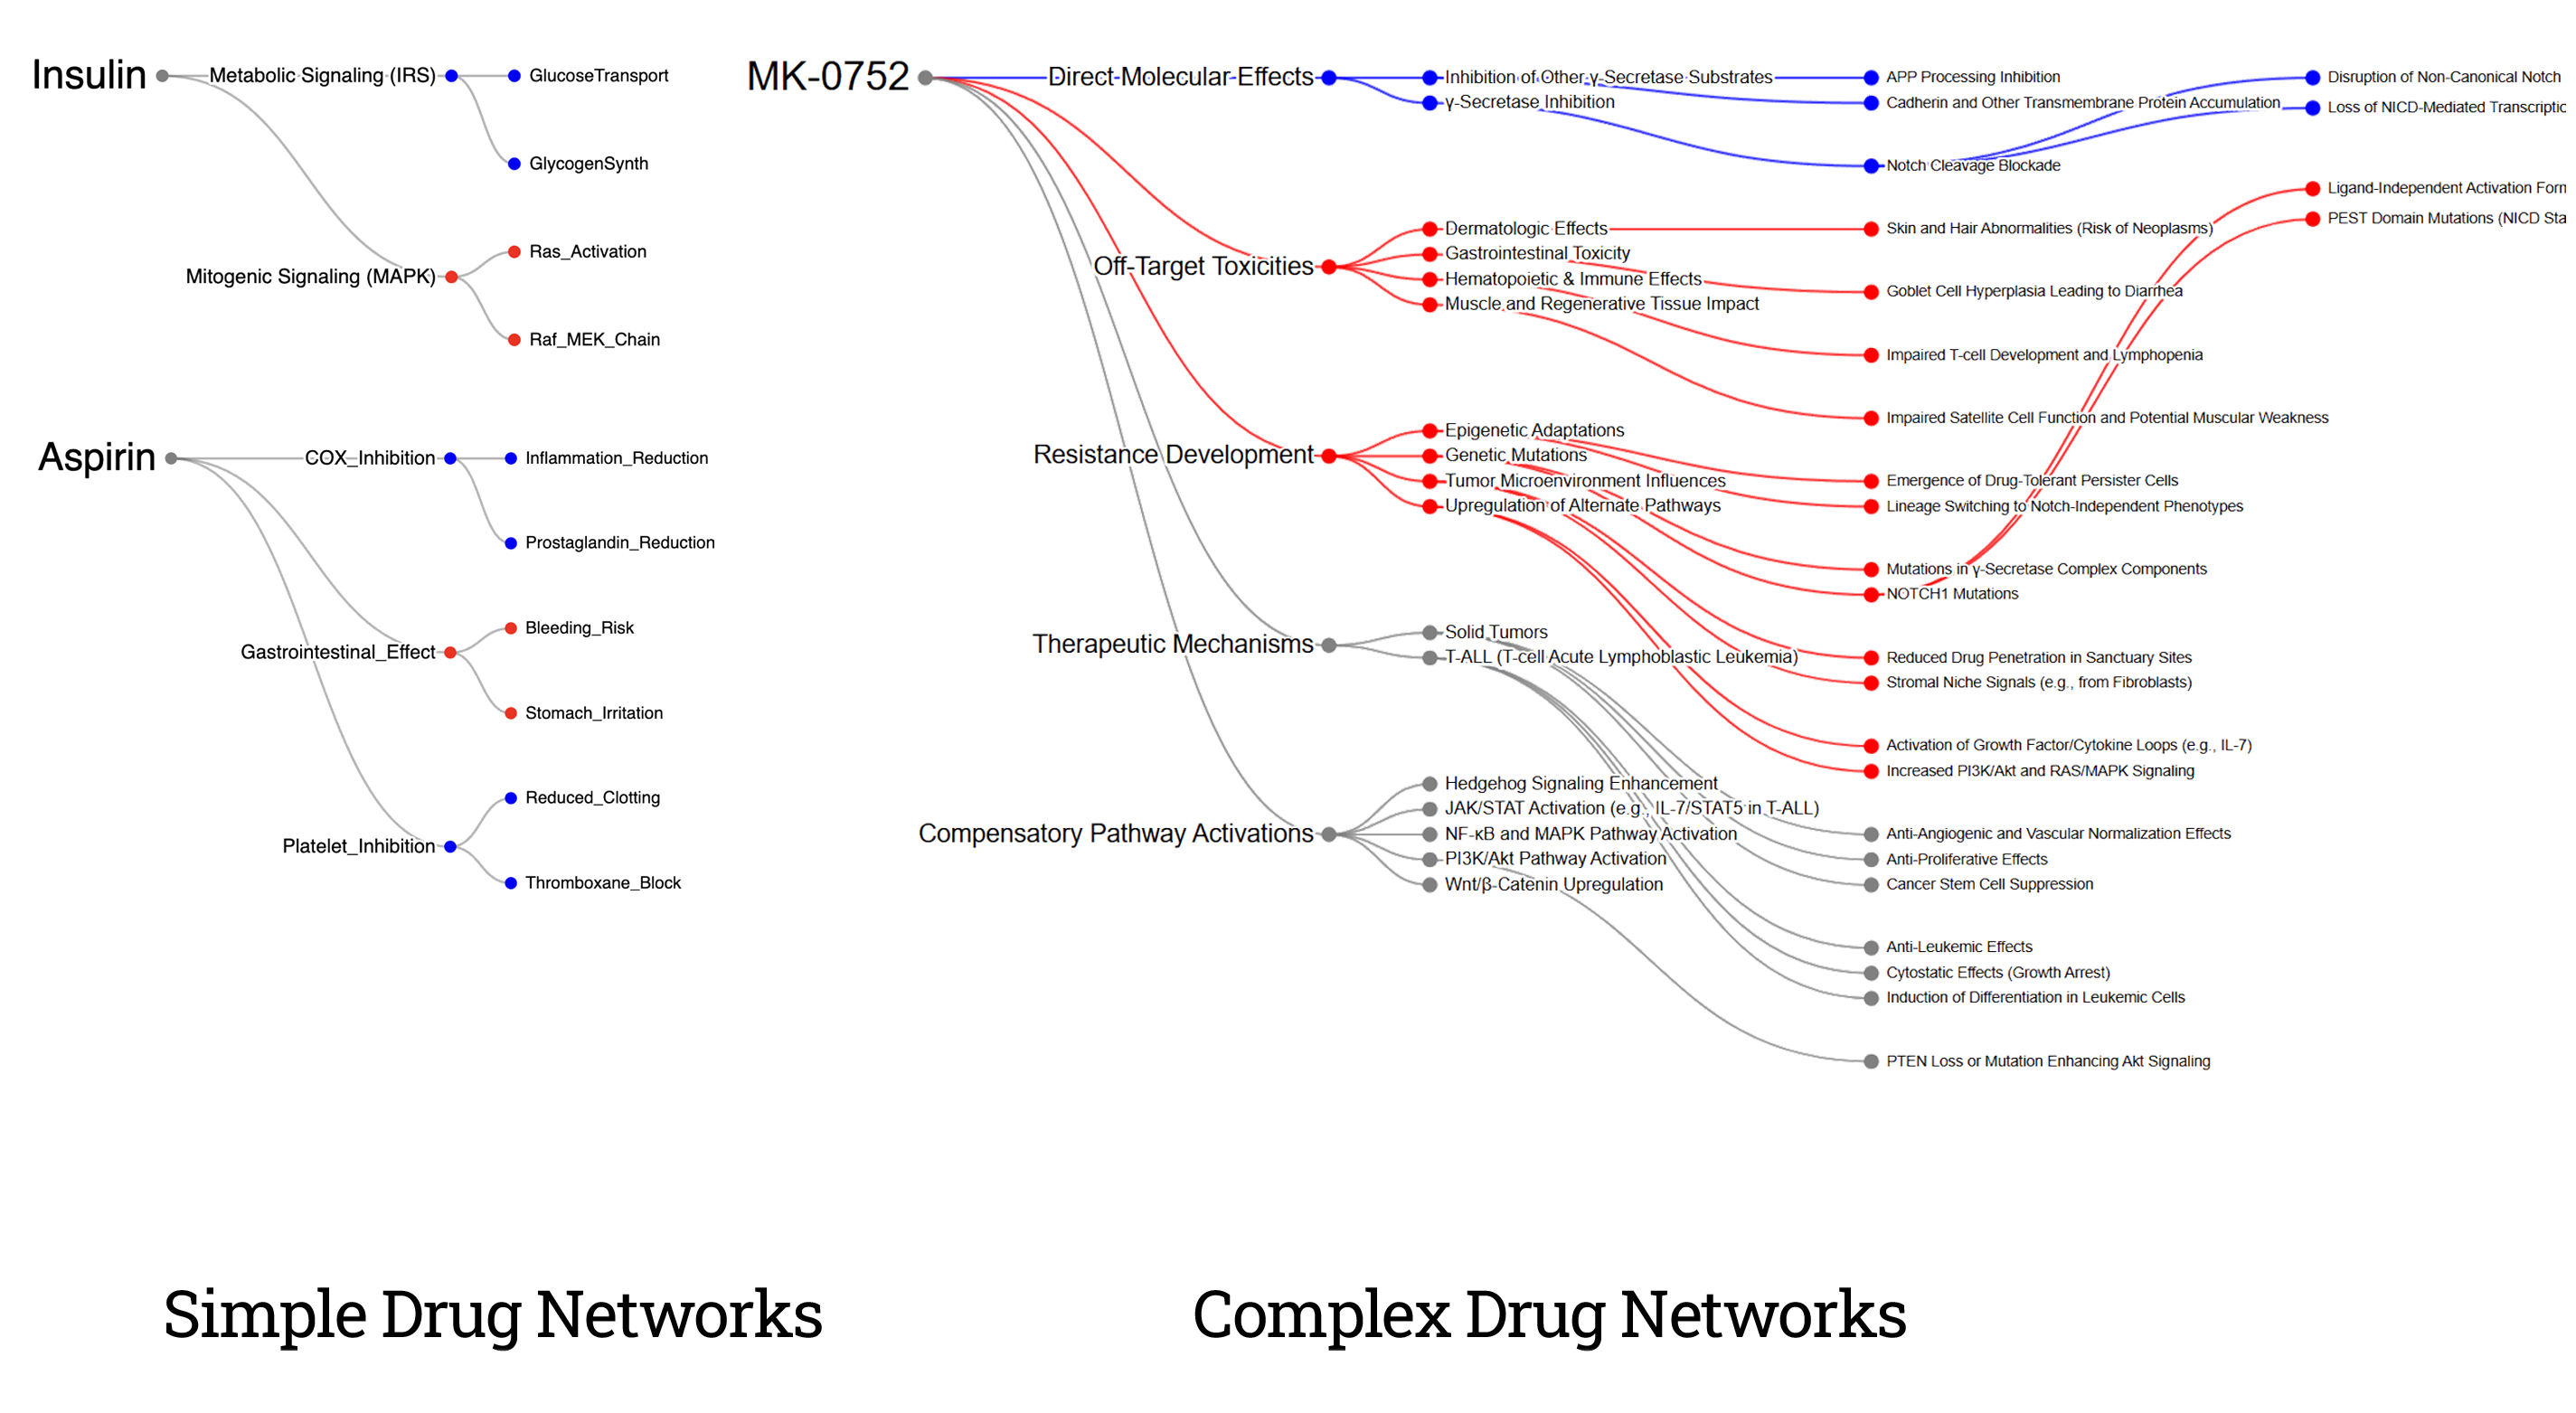 Insulin
Metabolic Signaling (IRS)
GlucoseTransport
GlycogenSynth
Mitogenic Signaling (MAPK)
Ras_Activation
Raf_MEK_Chain
Aspirin
COX_Inhibition
Inflammation_Reduction
Prostaglandin_Reduction
Gastrointestinal_Effect
Bleeding_Risk
Stomach_Irritation
Platelet_Inhibition
Reduced_Clotting
Thromboxane_Block
Simple Drug Networks
MK-0752
Direct Molecular Effects
Inhibition of Other γ-Secretase Substrates
γ-Secretase Inhibition
APP Processing Inhibition
Cadherin and Other Transmembrane Protein Accumulation
Notch Cleavage Blockade
Disruption of Non-Canonical Notch
Loss of NICD-Mediated
Off-Target Toxicities
Dermatologic Effects
Gastrointestinal Toxicity
Hematopoietic & Immune Effects
Muscle and Regenerative Tissue Impact
Skin and Hair Abnormalities (Risk of Neoplasms)
Goblet Cell Hyperplasia Leading to Diarrhea
Impaired T-cell Development and Lymphopenia
Impaired Satellite Cell Function and Potential Muscular Weakness
Ligand-Independent Activation
PEST Domain Mutations (NICD
Resistance Development
Epigenetic Adaptations
Genetic Mutations
Tumor Microenvironment Influences
Upregulation of Alternate Pathways
Emergence of Drug-Tolerant Persister Cells
Lineage Switching to Notch-Independent Phenotypes
Mutations in γ-Secretase Complex Components
NOTCH1 Mutations
Reduced Drug Penetration in Sanctuary Sites
Stromal Niche Signals (e.g., from Fibroblasts)
Activation of Growth Factor/Cytokine Loops (e.g., IL-7)
Increased PI3K/Akt and RAS/MAPK Signaling
Therapeutic Mechanisms
Solid Tumors
T-ALL (T-cell Acute Lymphoblastic Leukemia)
Anti-Angiogenic and Vascular Normalization Effects
Anti-Proliferative Effects
Cancer Stem Cell Suppression
Anti-Leukemic Effects
Cytostatic Effects (Growth Arrest)
Induction of Differentiation in Leukemic Cells
Compensatory Pathway Activations
Hedgehog Signaling Enhancement
JAK/STAT Activation (e.g., IL-7/STAT5 in T-ALL)
NF-κB and MAPK Pathway Activation
PI3K/Akt Pathway Activation
Wnt/β-Catenin Upregulation
PTEN Loss or Mutation Enhancing Akt Signaling
Complex Drug Networks